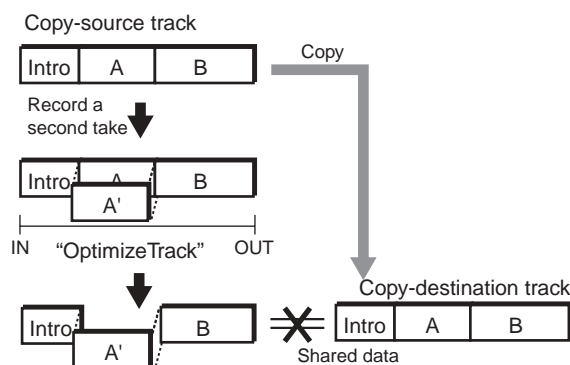 Copy-source track
Intro A B
Copy
Record a
second take
Intro A B
A'
IN "OptimizeTrack" OUT
Copy-destination track
Intro B
A'
Intro A B
Shared data